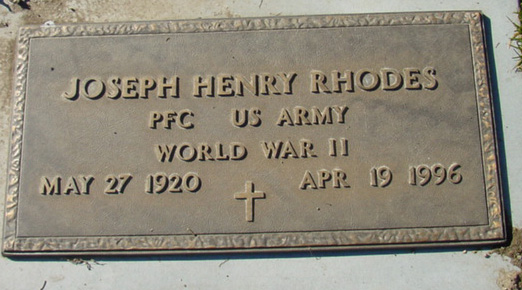 JOSEPH HENRY RHODES
PFC US ARMY
WORLD WAR II
MAY 27 1920 APR 19 1996